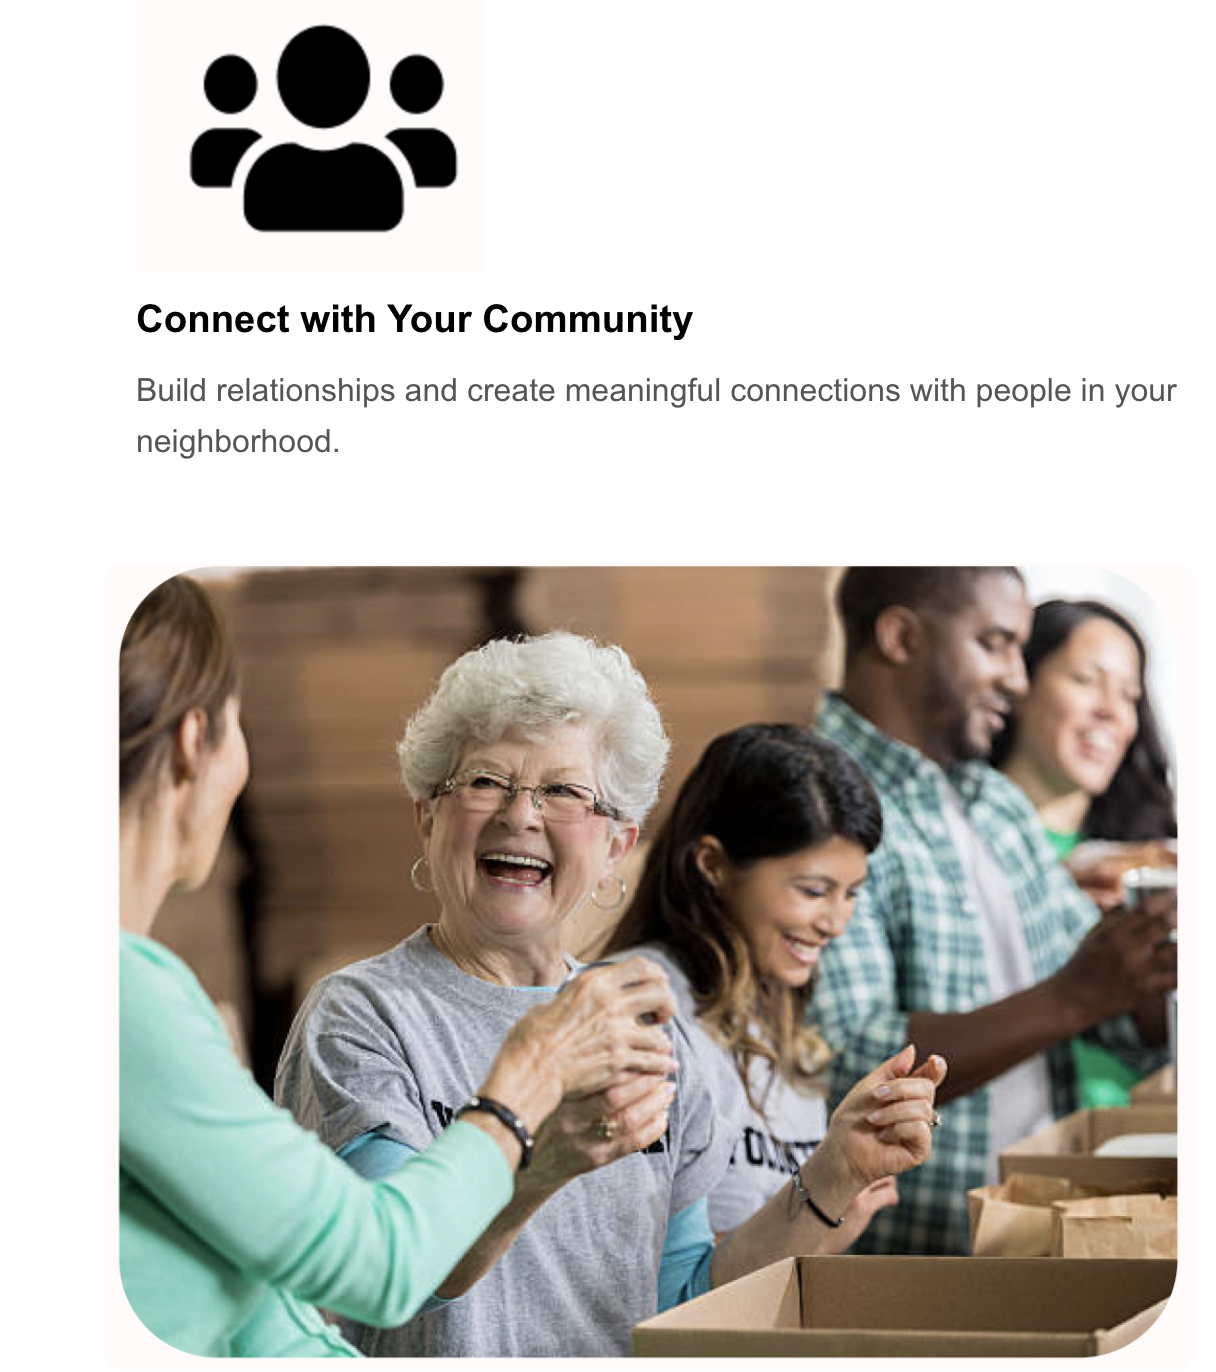 Connect with Your Community
Build relationships and create meaningful connections with people in your
neighborhood.